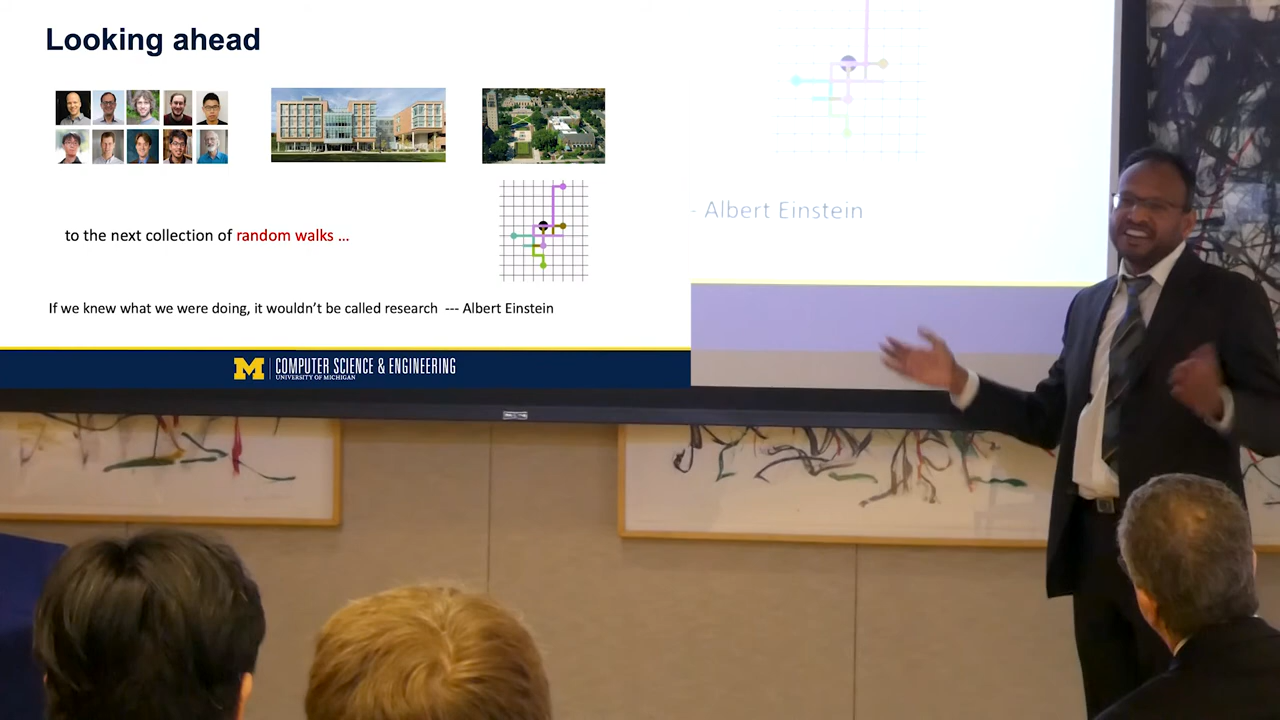 Looking ahead
to the next collection of random walks ...
If we knew what we were doing, it wouldn't be called research --- Albert Einstein
- Albert Einstein
M COMPUTER SCIENCE & ENGINEERING
UNIVERSITY OF MICHIGAN